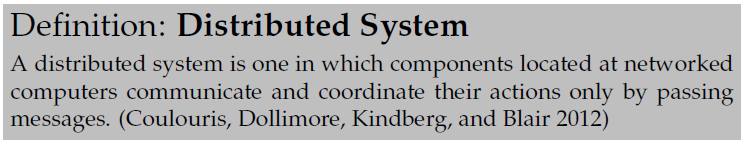 Definition: Distributed System
A distributed system is one in which components located at networked
computers communicate and coordinate their actions only by passing
messages. (Coulouris, Dollimore, Kindberg, and Blair 2012)